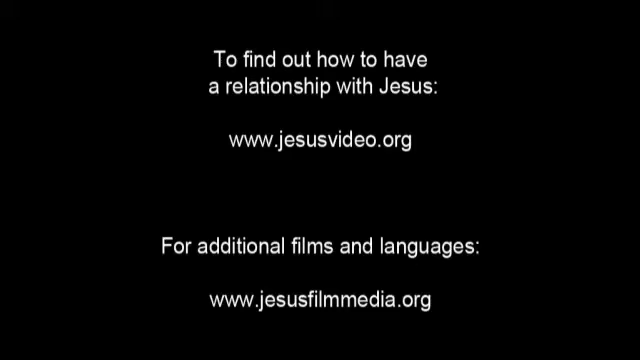 To find out how to have
a relationship with Jesus:
www.jesusvideo.org
For additional films and languages:
www.jesusfilmmedia.org